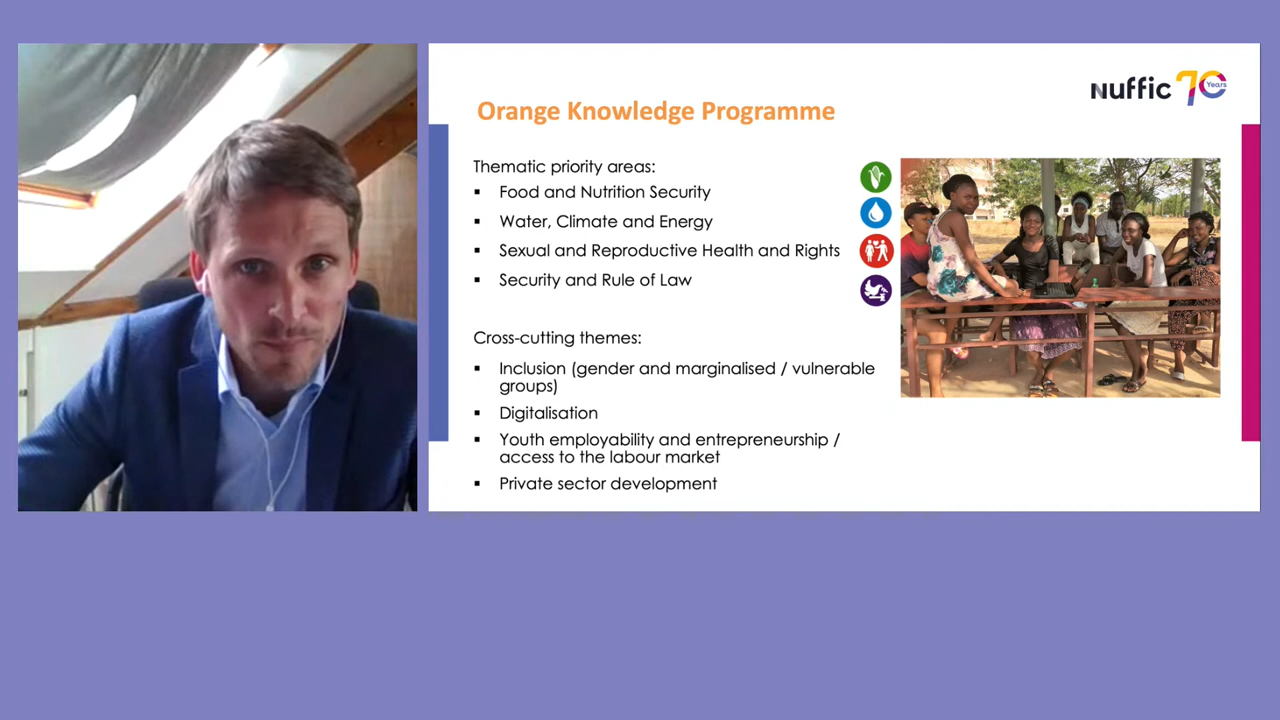 Nuffic 70 Years
Orange Knowledge Programme
Thematic priority areas:
▪ Food and Nutrition Security
▪ Water, Climate and Energy
▪ Sexual and Reproductive Health and Rights
▪ Security and Rule of Law
Cross-cutting themes:
▪ Inclusion (gender and marginalised / vulnerable
groups)
▪ Digitalisation
▪ Youth employability and entrepreneurship /
access to the labour market
▪ Private sector development